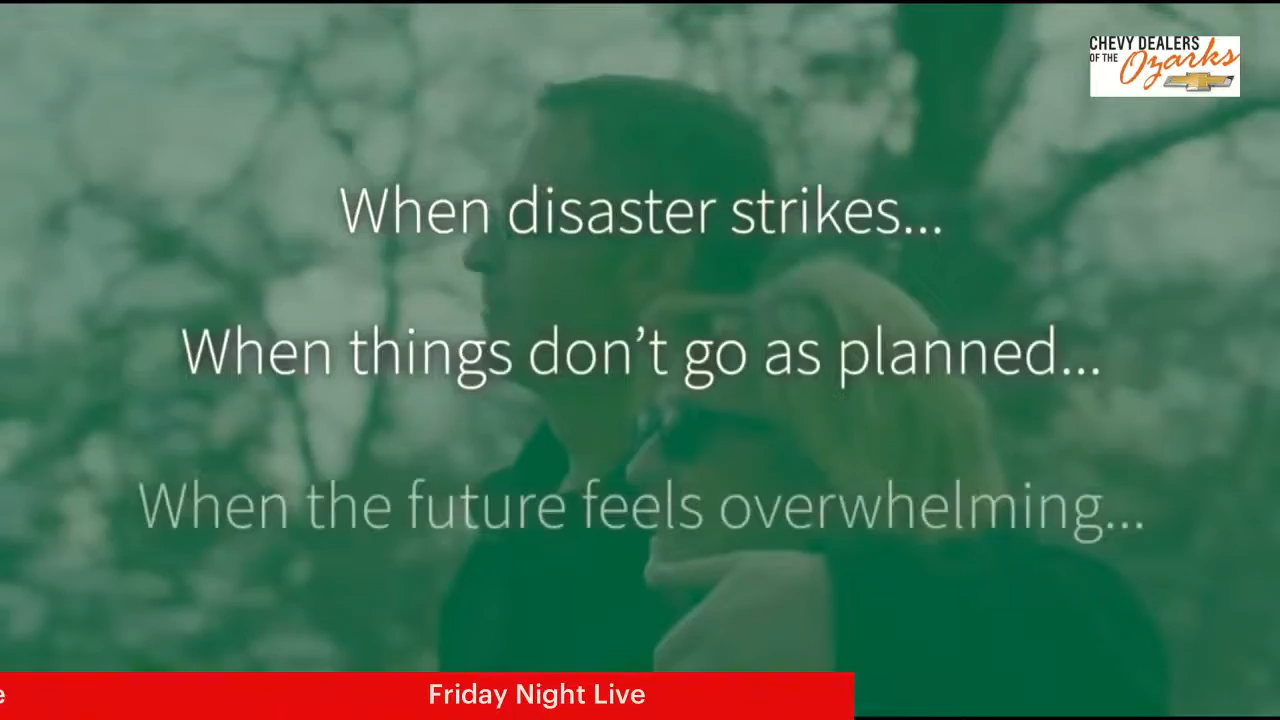 CHEVY DEALERS
OF THE Ozarks
When disaster strikes...
When things don’t go as planned...
When the future feels overwhelming...
e
Friday Night Live